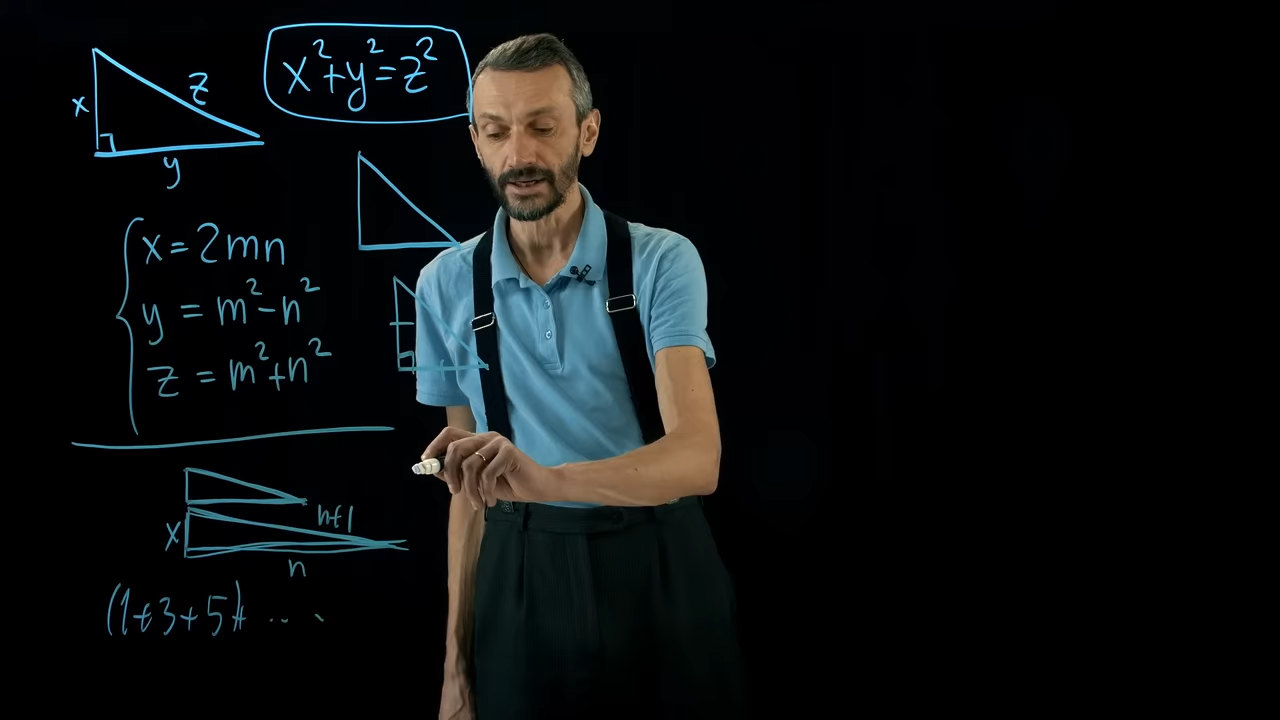 x
z
y
x²+y²=z²
x=2mn
y=m²-n²
z=m²+n²
n+1
x
n
(1+3+5)+ ....